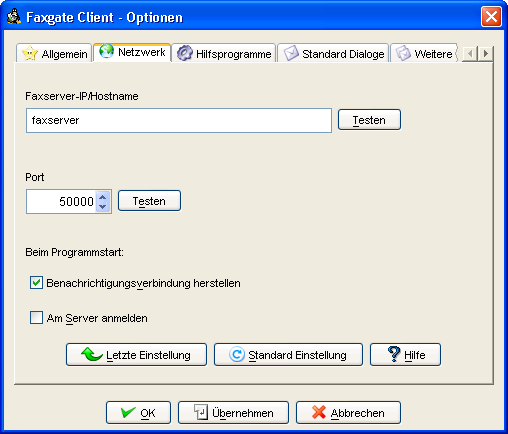 Faxgate Client - Optionen
Allgemein Netzwerk Hilfsprogramme Standard Dialoge Weitere
Faxserver-IP/Hostname
faxserver Testen
Port
50000 Testen
Beim Programmstart:
Benachrichtigungsverbindung herstellen
Am Server anmelden
Letzte Einstellung Standard Einstellung Hilfe
OK Übernehmen Abbrechen